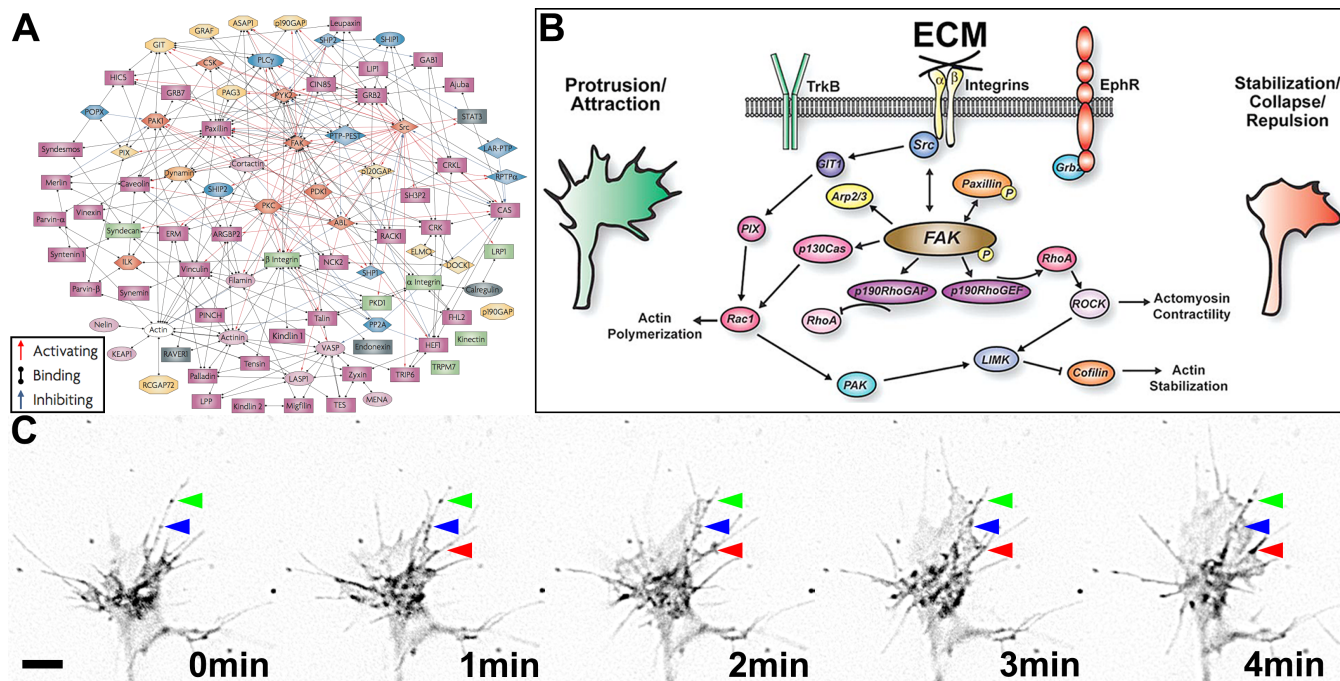 A
ASAP1
p190GAP
GRAF
Leupaxin
GIT
SHP2
SHIP1
CSK
PLCγ
GAB1
HIC5
LIP1
PYK2
CIN85
GRB2
Ajuba
GRB7
PAG3
POPX
PAK1
Paxillin
Src
STAT3
FAK
PTP-PEST
LAR-PTP
PIX
Syndesmos
Cortactin
p120GAP
CRKL
RPTPα
Merlin
Caveolin
Dynamin
SHIP2
PDK1
SH3P2
CAS
Parvin-α
Vinexin
PKC
ABL
Syndecan
ERM
ARGBP2
RACK1
CRK
Syntenin 1
ILK
β Integrin
NCK2
ELMO
DOCK1
LRP1
Vinculin
SHP1
Parvin-β
Synemin
Filamin
α Integrin
Calregulin
PKD1
PINCH
Talin
FHL2
p190GAP
Nelin
Actin
PP2A
Actinin
Kindlin 1
VASP
Endonexin
HEF1
Kinectin
KEAP1
RAVER1
Tensin
TRPM7
RCGAP72
Palladin
LASP1
Zyxin
TRIP6
LPP
Kindlin 2
Migfilin
TES
MENA
Activating
Binding
Inhibiting
B
ECM
Protrusion/
Attraction
TrkB
α β
Integrins
EphR
Stabilization/
Collapse/
Repulsion
Src
GIT1
Grb2
Arp2/3
Paxillin
P
PIX
p130Cas
FAK
P
RhoA
p190RhoGAP
p190RhoGEF
ROCK
Actomyosin
Contractility
Actin
Polymerization
Rac1
RhoA
LIMK
PAK
Cofilin
Actin
Stabilization
C
0min
1min
2min
3min
4min